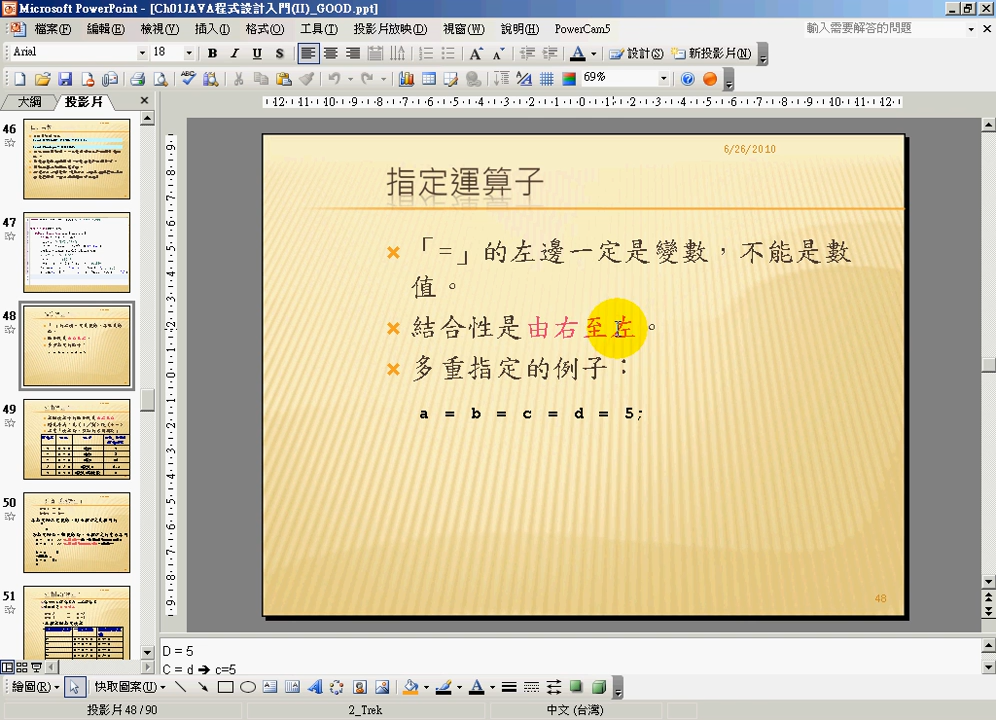 Microsoft PowerPoint - [Ch01JAVA程式設計入門(II)_GOOD.ppt]
檔案(F) 編輯(E) 檢視(V) 插入(I) 格式(O) 工具(T) 投影片放映(D) 視窗(W) 說明(H) PowerCam5 輸入需要解答的問題
Arial 18 B I U S 設計(S) 新投影片(N)
69%
大綱 投影片
46
47
48
49
50
51
6/26/2010
指定運算子
「=」的左邊一定是變數，不能是數
值。
結合性是由右至左。
多重指定的例子：
a = b = c = d = 5;
48
D = 5
C = d → c=5
繪圖(R) 快取圖案(U)
投影片 48 / 90 2_Trek 中文 (台灣)